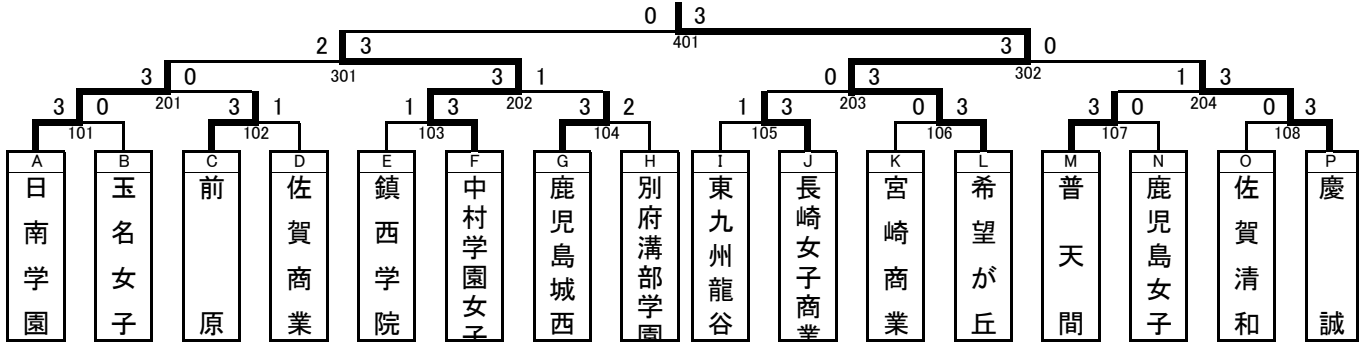 0 3
401
2 3 3 0
301 302
3 0 3 1 0 3 1 3
201 202 203 204
3 0 3 1 1 3 3 2 1 3 0 3 3 0 0 3
101 102 103 104 105 106 107 108
A B C D E F G H I J K L M N O P
日南学園
玉名女子
前原
佐賀商業
鎮西学院
中村学園女子
鹿児島城西
別府溝部学園
東九州龍谷
長崎女子商業
宮崎商業
希望が丘
普天間
鹿児島女子
佐賀清和
慶誠